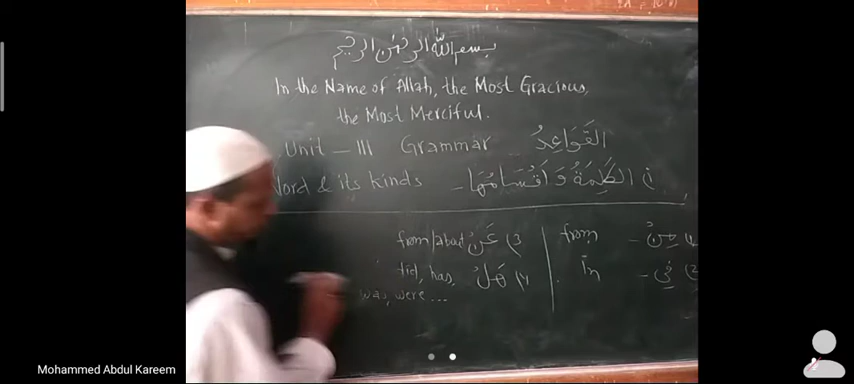 بسم الله الرحمن الرحيم
In the Name of Allah, the Most Gracious,
the Most Merciful.
Unit - III Grammar القَوَاعِدُ
Word & its kinds الكَلِمَةُ وَ أَقْسَامُهَا -
from/about عَنْ (3 from - مِنْ (1
did, has, هَلْ (4 in - فِي (2
was, were ...
Mohammed Abdul Kareem